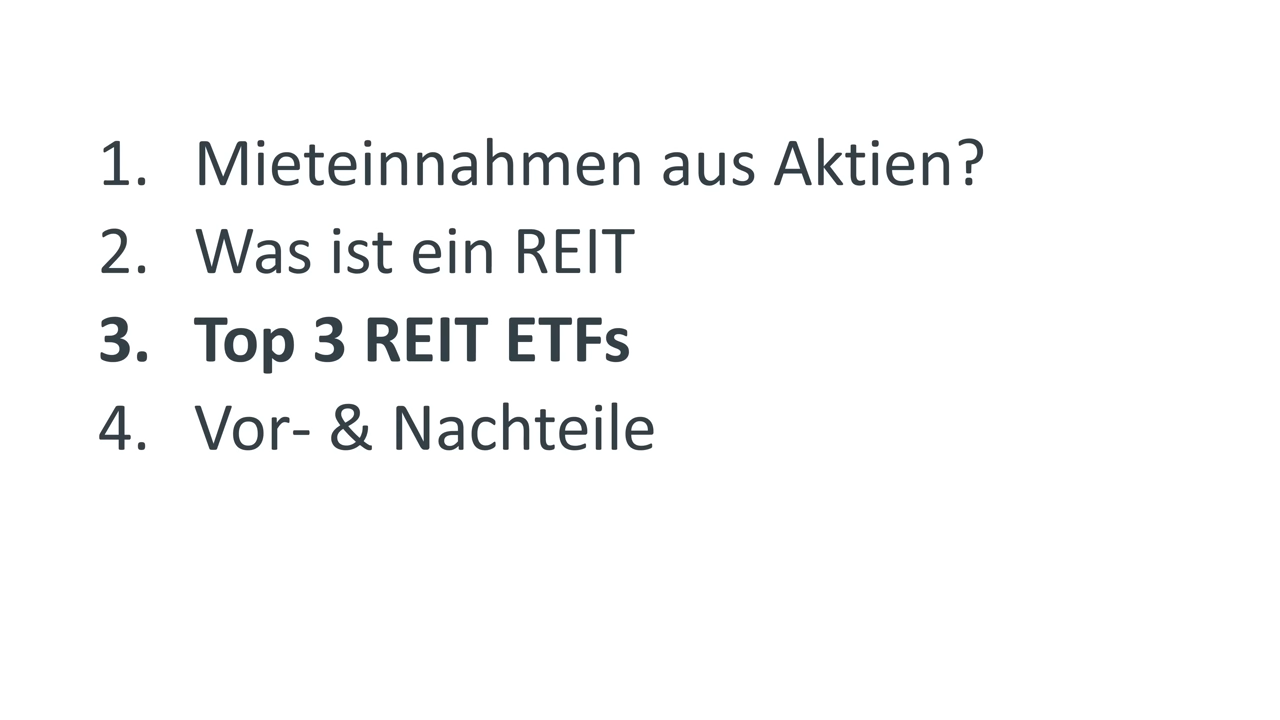 1. Mieteinnahmen aus Aktien?
2. Was ist ein REIT
3. Top 3 REIT ETFs
4. Vor- & Nachteile